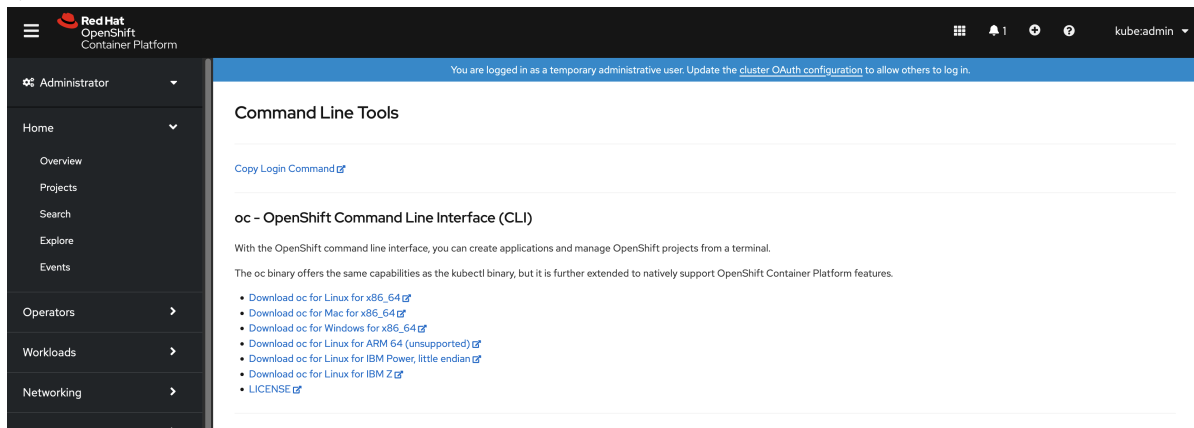 Red Hat
OpenShift
Container Platform
1
kube:admin
Administrator
You are logged in as a temporary administrative user. Update the cluster OAuth configuration to allow others to log in.
Home
Overview
Projects
Search
Explore
Events
Operators
Workloads
Networking
Command Line Tools
Copy Login Command
oc - OpenShift Command Line Interface (CLI)
With the OpenShift command line interface, you can create applications and manage OpenShift projects from a terminal.
The oc binary offers the same capabilities as the kubectl binary, but it is further extended to natively support OpenShift Container Platform features.
Download oc for Linux for x86_64
Download oc for Mac for x86_64
Download oc for Windows for x86_64
Download oc for Linux for ARM 64 (unsupported)
Download oc for Linux for IBM Power, little endian
Download oc for Linux for IBM Z
LICENSE